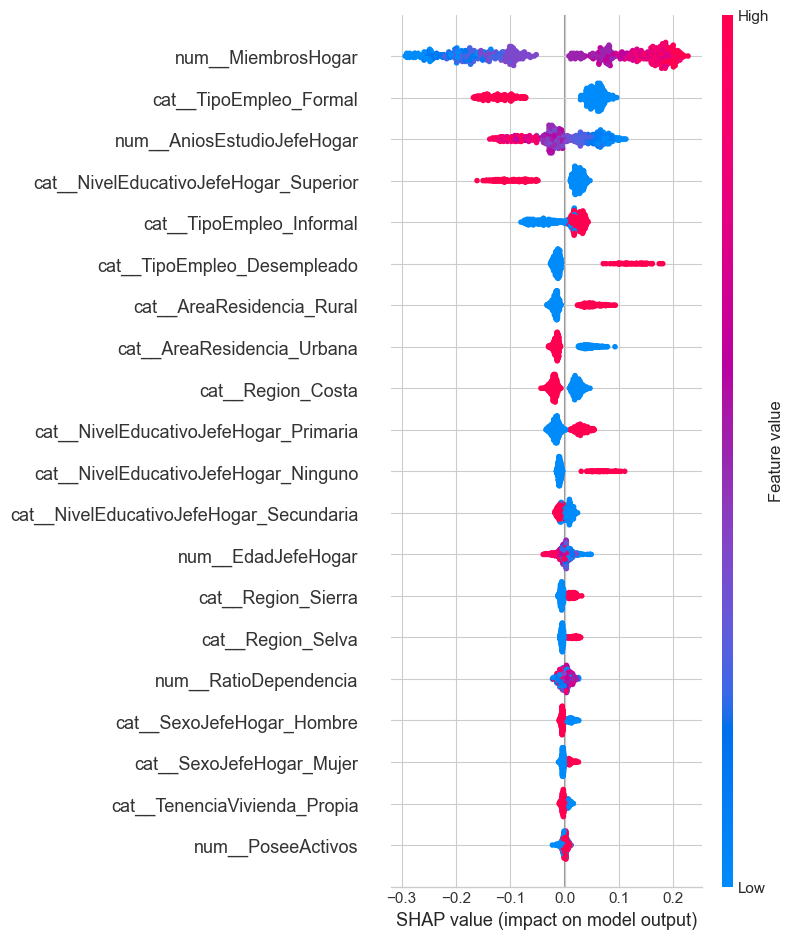 High
num__MiembrosHogar
cat__TipoEmpleo_Formal
num__AniosEstudioJefeHogar
cat__NivelEducativoJefeHogar_Superior
cat__TipoEmpleo_Informal
cat__TipoEmpleo_Desempleado
cat__AreaResidencia_Rural
cat__AreaResidencia_Urbana
cat__Region_Costa
cat__NivelEducativoJefeHogar_Primaria
cat__NivelEducativoJefeHogar_Ninguno
cat__NivelEducativoJefeHogar_Secundaria
num__EdadJefeHogar
cat__Region_Sierra
cat__Region_Selva
num__RatioDependencia
cat__SexoJefeHogar_Hombre
cat__SexoJefeHogar_Mujer
cat__TenenciaVivienda_Propia
num__PoseeActivos
Feature value
Low
−0.3 −0.2 −0.1 0.0 0.1 0.2
SHAP value (impact on model output)